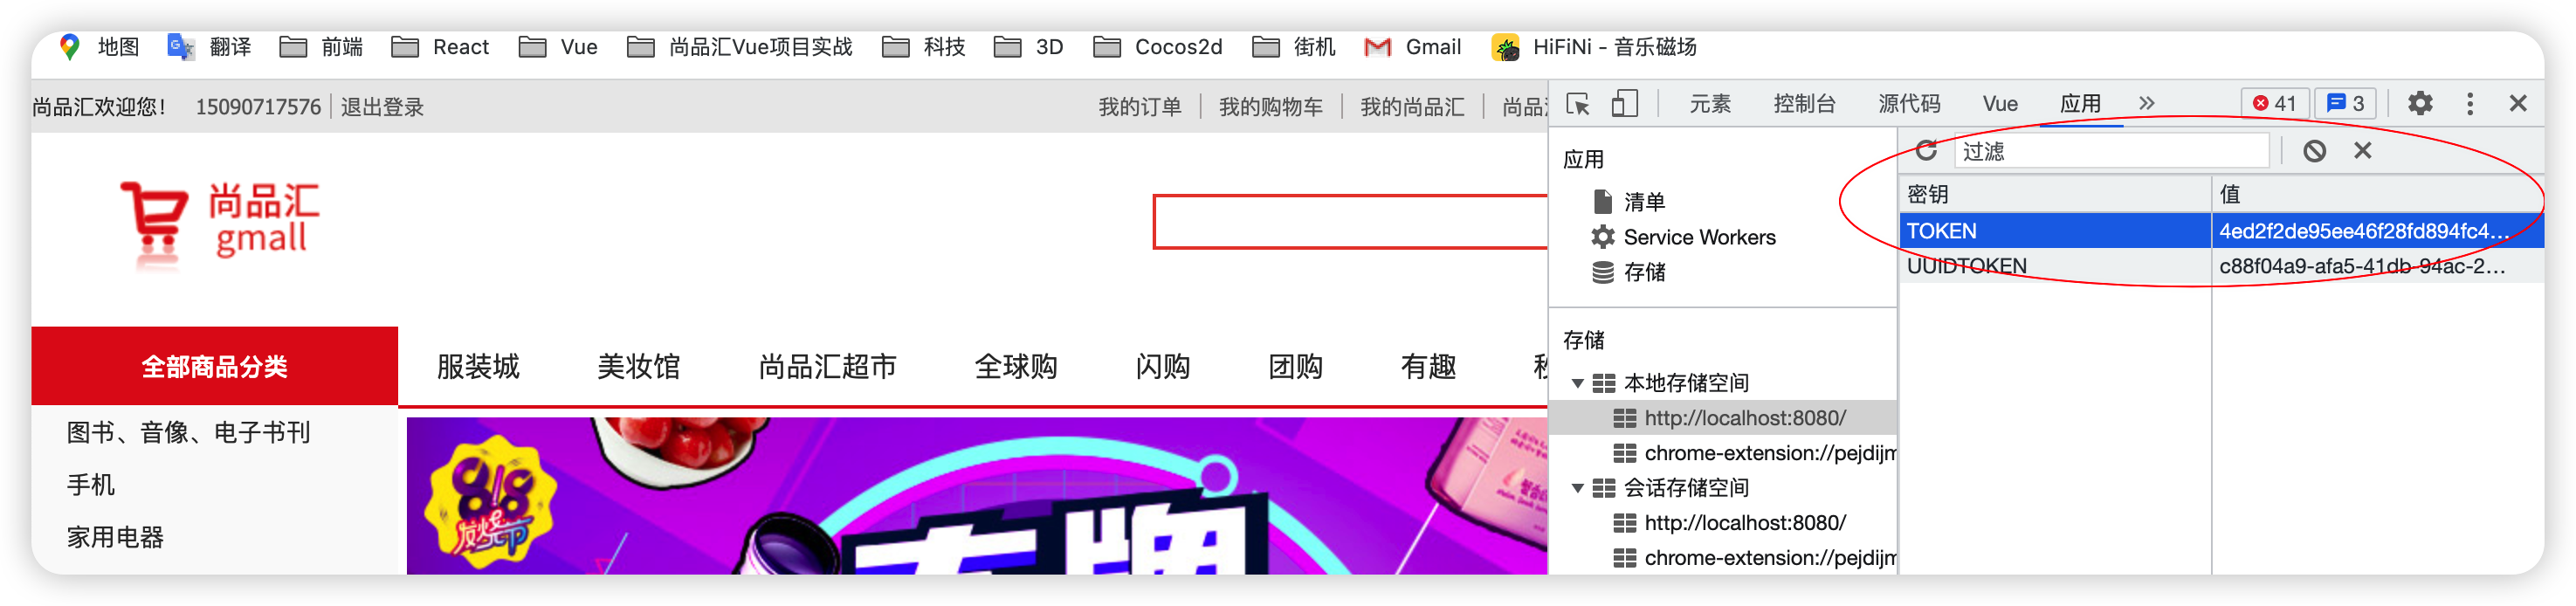 地图 翻译 前端 React Vue 尚品汇Vue项目实战 科技 3D Cocos2d 街机 Gmail HiFiNi - 音乐磁场
尚品汇欢迎您! 15090717576 退出登录 我的订单 我的购物车 我的尚品汇 尚品
元素 控制台 源代码 Vue 应用 41 3
过滤
尚品汇
gmall
应用
清单
Service Workers
存储
密钥 值
TOKEN 4ed2f2de95ee46f28fd894fc4...
UUIDTOKEN c88f04a9-afa5-41db-94ac-2...
存储
本地存储空间
http://localhost:8080/
chrome-extension://pejdijm
会话存储空间
http://localhost:8080/
chrome-extension://pejdijm
全部商品分类 服装城 美妆馆 尚品汇超市 全球购 闪购 团购 有趣
图书、音像、电子书刊
手机
家用电器
8/8
发烧节